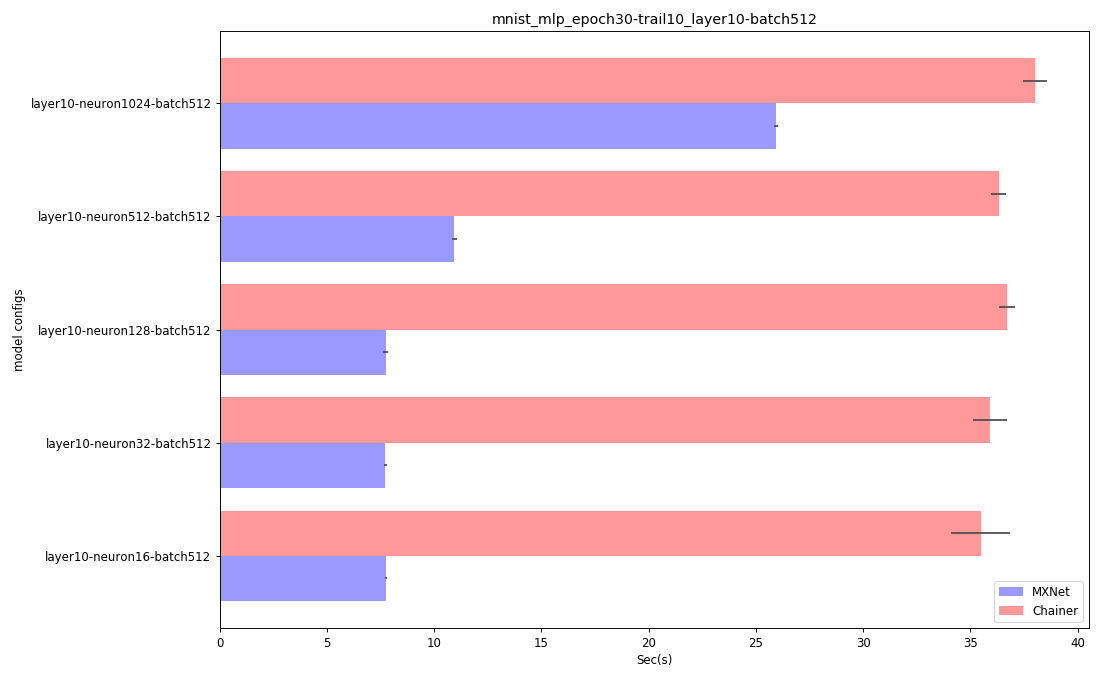 mnist_mlp_epoch30-trail10_layer10-batch512
layer10-neuron1024-batch512
layer10-neuron512-batch512
layer10-neuron128-batch512
layer10-neuron32-batch512
layer10-neuron16-batch512
model configs
MXNet
Chainer
0 5 10 15 20 25 30 35 40
Sec(s)